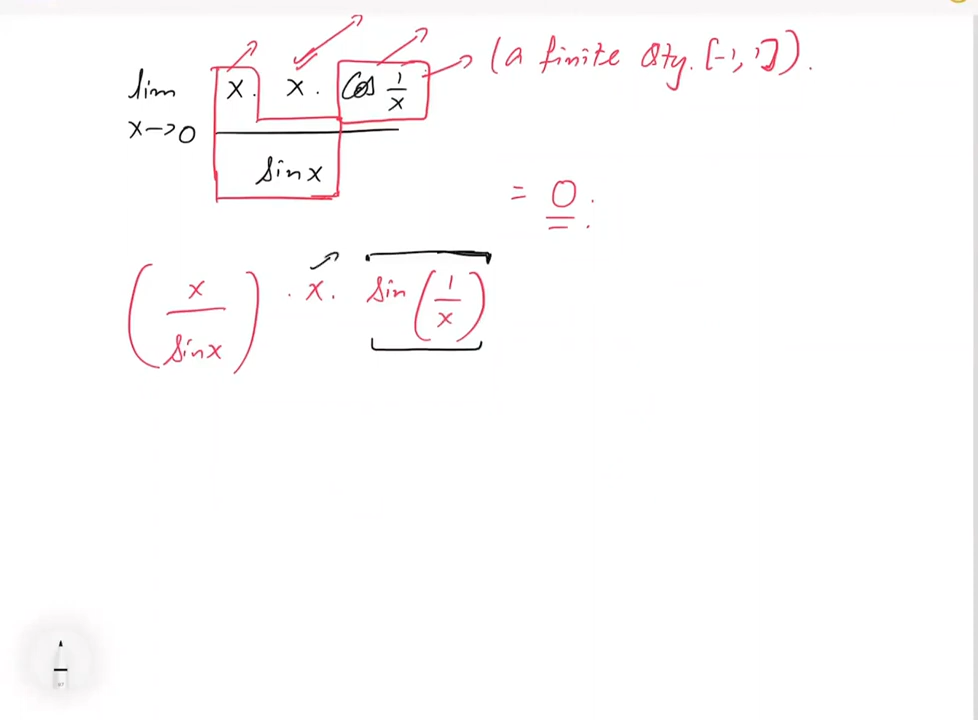 lim x→0 x. x. Cos 1/x / sin x → (a finite Qty. [-1, 1]).
= 0.
(x / sin x) . x. sin (1/x)